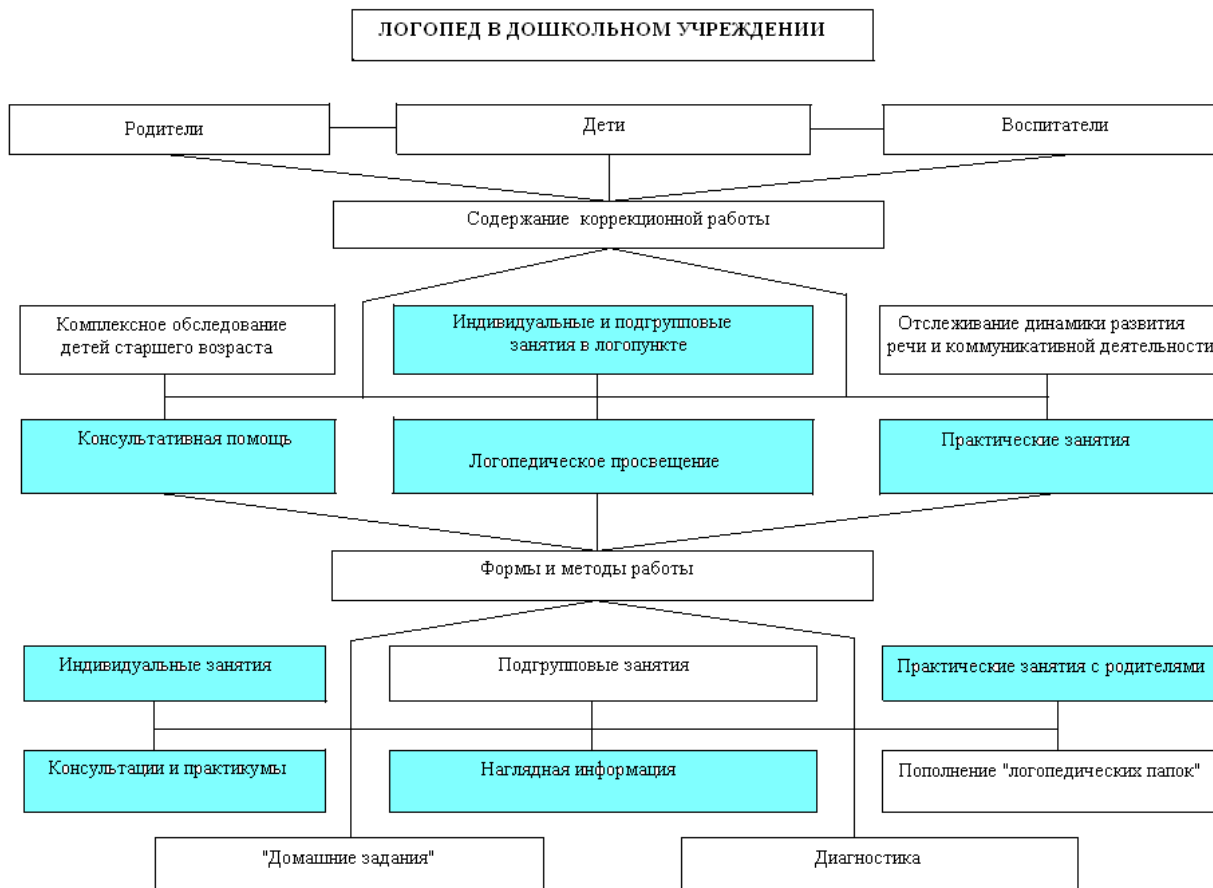 ЛОГОПЕД В ДОШКОЛЬНОМ УЧРЕЖДЕНИИ
Родители
Дети
Воспитатели
Содержание коррекционной работы
Комплексное обследование
детей старшего возраста
Индивидуальные и подгрупповые
занятия в логопункте
Отслеживание динамики развития
речи и коммуникативной деятельности
Консультативная помощь
Логопедическое просвещение
Практические занятия
Формы и методы работы
Индивидуальные занятия
Подгрупповые занятия
Практические занятия с родителями
Консультации и практикумы
Наглядная информация
Пополнение "логопедических папок"
"Домашние задания"
Диагностика